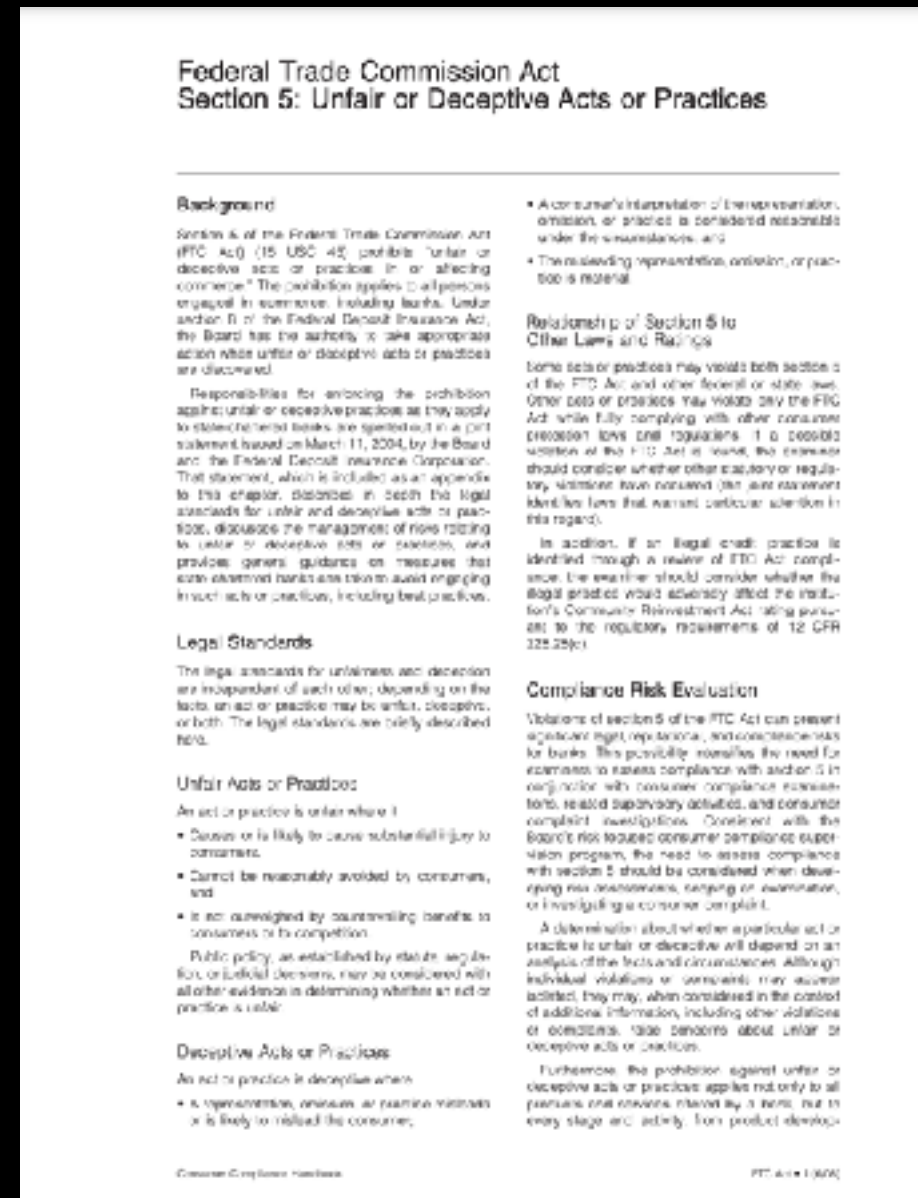 Federal Trade Commission Act
Section 5: Unfair or Deceptive Acts or Practices
Background
Section 5 of the Federal Trade Commission Act
(FTC Act) (15 USC 45) prohibits "unfair or
deceptive acts or practices in or affecting
commerce." The prohibition applies to all persons
engaged in commerce, including banks. Under
section 8 of the Federal Deposit Insurance Act,
the Board has the authority to take appropriate
action when unfair or deceptive acts or practices
are discovered.
Responsibilities for enforcing the prohibition
against unfair or deceptive practices as they apply
to state-chartered banks are spelled out in a joint
statement issued on March 11, 2004, by the Board
and the Federal Deposit Insurance Corporation.
That statement, which is included as an appendix
to this chapter, describes in depth the legal
standards for unfair and deceptive acts or prac-
tices, discusses the management of risks relating
to unfair or deceptive acts or practices, and
provides general guidance on measures that
state-chartered banks can take to avoid engaging
in such acts or practices, including best practices.
Legal Standards
The legal standards for unfairness and deception
are independent of each other; depending on the
facts, an act or practice may be unfair, deceptive,
or both. The legal standards are briefly described
here.
Unfair Acts or Practices
An act or practice is unfair where it
• Causes or is likely to cause substantial injury to
consumers,
• Cannot be reasonably avoided by consumers,
and
• Is not outweighed by countervailing benefits to
consumers or to competition.
Public policy, as established by statute, regula-
tion, or judicial decisions, may be considered with
all other evidence in determining whether an act or
practice is unfair.
Deceptive Acts or Practices
An act or practice is deceptive where
• A representation, omission, or practice misleads
or is likely to mislead the consumer,
• A consumer's interpretation of the representation,
omission, or practice is considered reasonable
under the circumstances, and
• The misleading representation, omission, or prac-
tice is material.
Relationship of Section 5 to
Other Laws and Ratings
Some acts or practices may violate both section 5
of the FTC Act and other federal or state laws.
Other acts or practices may violate only the FTC
Act while fully complying with other consumer
protection laws and regulations. If a possible
violation of the FTC Act is found, the examiner
should consider whether other statutory or regula-
tory violations have occurred (the joint statement
identifies laws that warrant particular attention in
this regard).
In addition, if an illegal credit practice is
identified through a review of FTC Act compli-
ance, the examiner should consider whether the
illegal practice would adversely affect the institu-
tion's Community Reinvestment Act rating pursu-
ant to the regulatory requirements of 12 CFR
228.28(c).
Compliance Risk Evaluation
Violations of section 5 of the FTC Act can present
significant legal, reputational, and compliance risks
for banks. This possibility intensifies the need for
examiners to assess compliance with section 5 in
conjunction with consumer compliance examina-
tions, related supervisory activities, and consumer
complaint investigations. Consistent with the
Board's risk-focused consumer compliance super-
vision program, the need to assess compliance
with section 5 should be considered when devel-
oping risk assessments, scoping an examination,
or investigating a consumer complaint.
A determination about whether a particular act or
practice is unfair or deceptive will depend on an
analysis of the facts and circumstances. Although
individual violations or complaints may appear
isolated, they may, when considered in the context
of additional information, including other violations
or complaints, raise concerns about unfair or
deceptive acts or practices.
Furthermore, the prohibition against unfair or
deceptive acts or practices applies not only to all
products and services offered by a bank, but to
every stage and activity, from product develop-
Consumer Compliance Handbook
FTC Act • 1 (6/08)